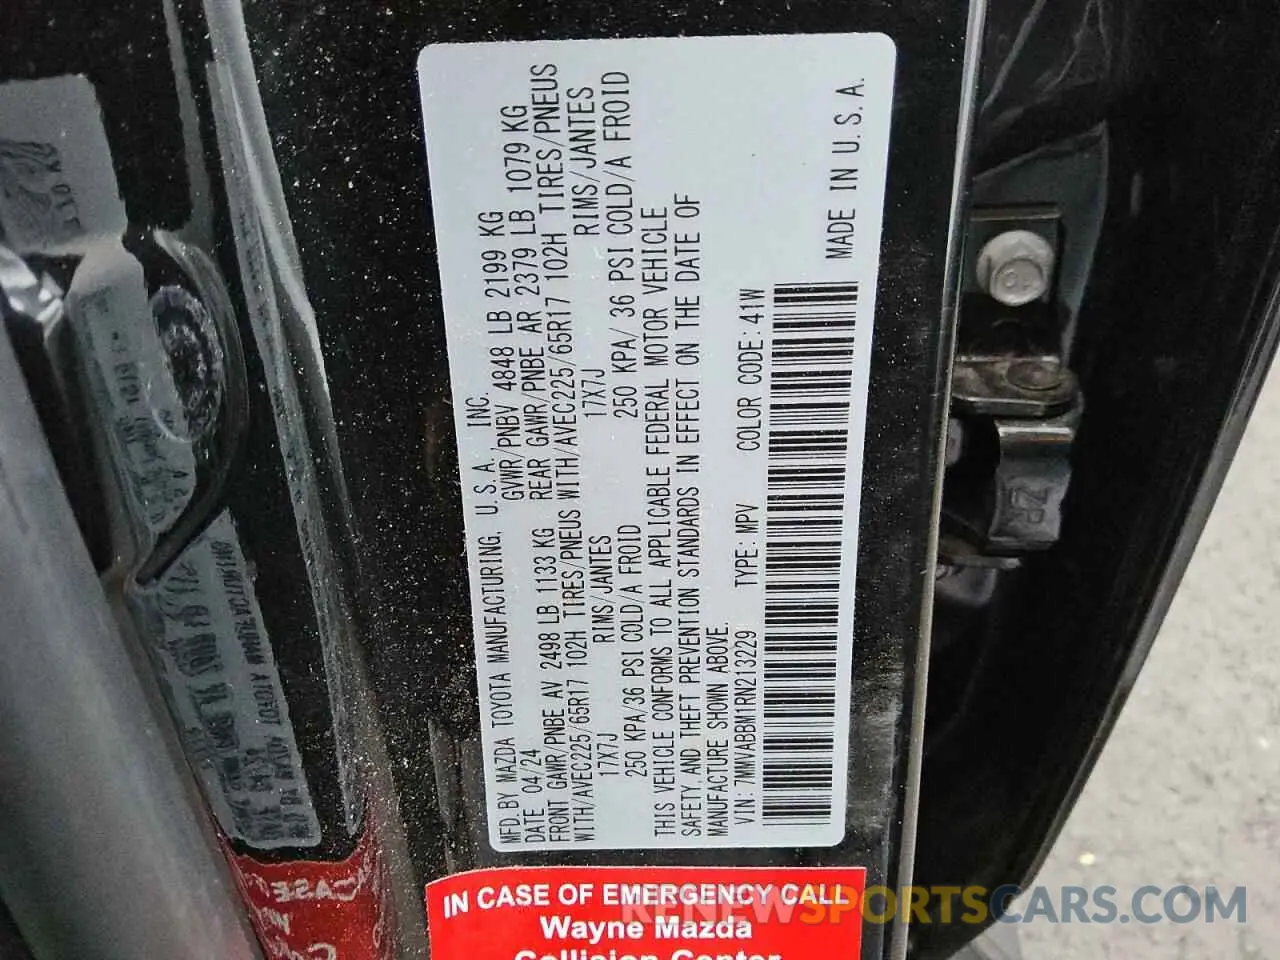 MFD. BY MAZDA TOYOTA MANUFACTURING, U. S. A. INC.
DATE 04/24 GVWR/PNBV 4848 LB 2199 KG
FRONT GAWR/PNBE AV 2498 LB 1133 KG REAR GAWR/PNBE AR 2379 LB 1079 KG
WITH/AVEC225/65R17 102H TIRES/PNEUS WITH/AVEC225/65R17 102H TIRES/PNEUS
17X7J RIMS/JANTES 17X7J RIMS/JANTES
250 KPA/36 PSI COLD/A FROID 250 KPA/ 36 PSI COLD/A FROID
THIS VEHICLE CONFORMS TO ALL APPLICABLE FEDERAL MOTOR VEHICLE
SAFETY, AND THEFT PREVENTION STANDARDS IN EFFECT ON THE DATE OF
MANUFACTURE SHOWN ABOVE.
VIN: 7MMVABBM1RN213229 TYPE: MPV COLOR CODE: 41W
MADE IN U. S. A.
IN CASE OF EMERGENCY CALL
Wayne Mazda
Collision Center
RENEWSPORTSCARS.COM
ZR